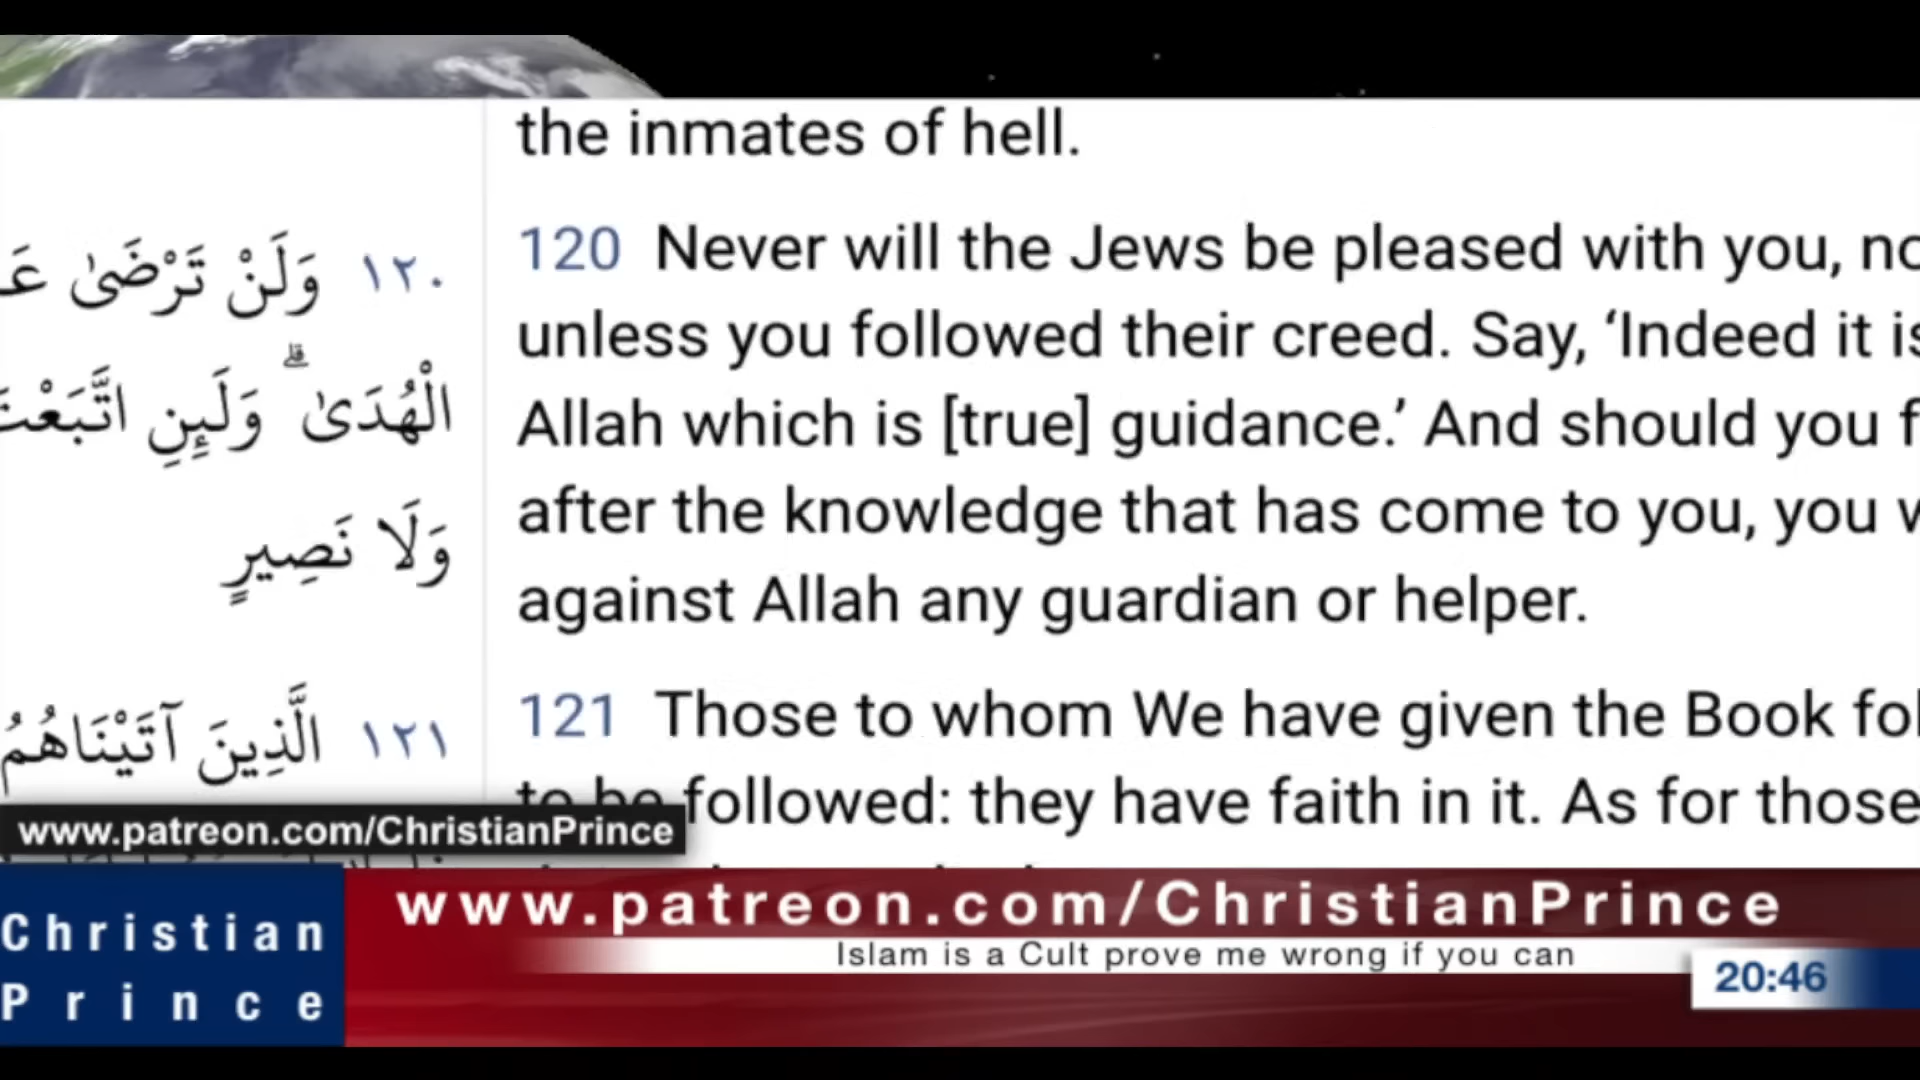 the inmates of hell.
١٢٠ وَلَنْ تَرْضَىٰ
120 Never will the Jews be pleased with you,
unless you followed their creed. Say, ‘Indeed it
الْهُدَىٰ ۗ وَلَئِنِ
Allah which is [true] guidance.’ And should you
after the knowledge that has come to you, you
وَلَا نَصِيرٍ
against Allah any guardian or helper.
١٢١ الَّذِينَ آتَيْنَاهُمُ
121 Those to whom We have given the Book
to be followed: they have faith in it. As for those
www.patreon.com/ChristianPrince
www.patreon.com/ChristianPrince
Islam is a Cult prove me wrong if you can
Christian
Prince
20:46